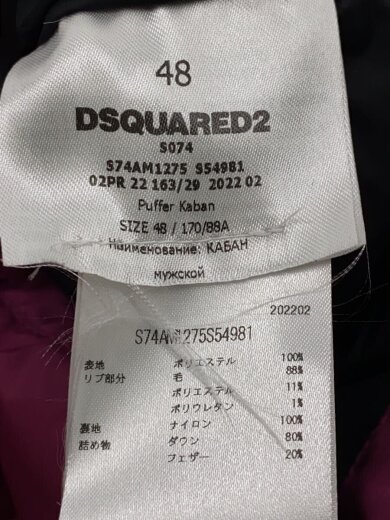 48
DSQUARED2
S074
S74AM1275 S54981
02PR 22 163/29 2022 02
Puffer Kaban
SIZE 48 / 170/88A
Наименование: КАБАН
мужской
202202
S74AM1275S54981
表地 ポリエステル 100%
リブ部分 毛 88%
ポリエステル 11%
ポリウレタン 1%
裏地 ナイロン 100%
詰め物 ダウン 80%
フェザー 20%